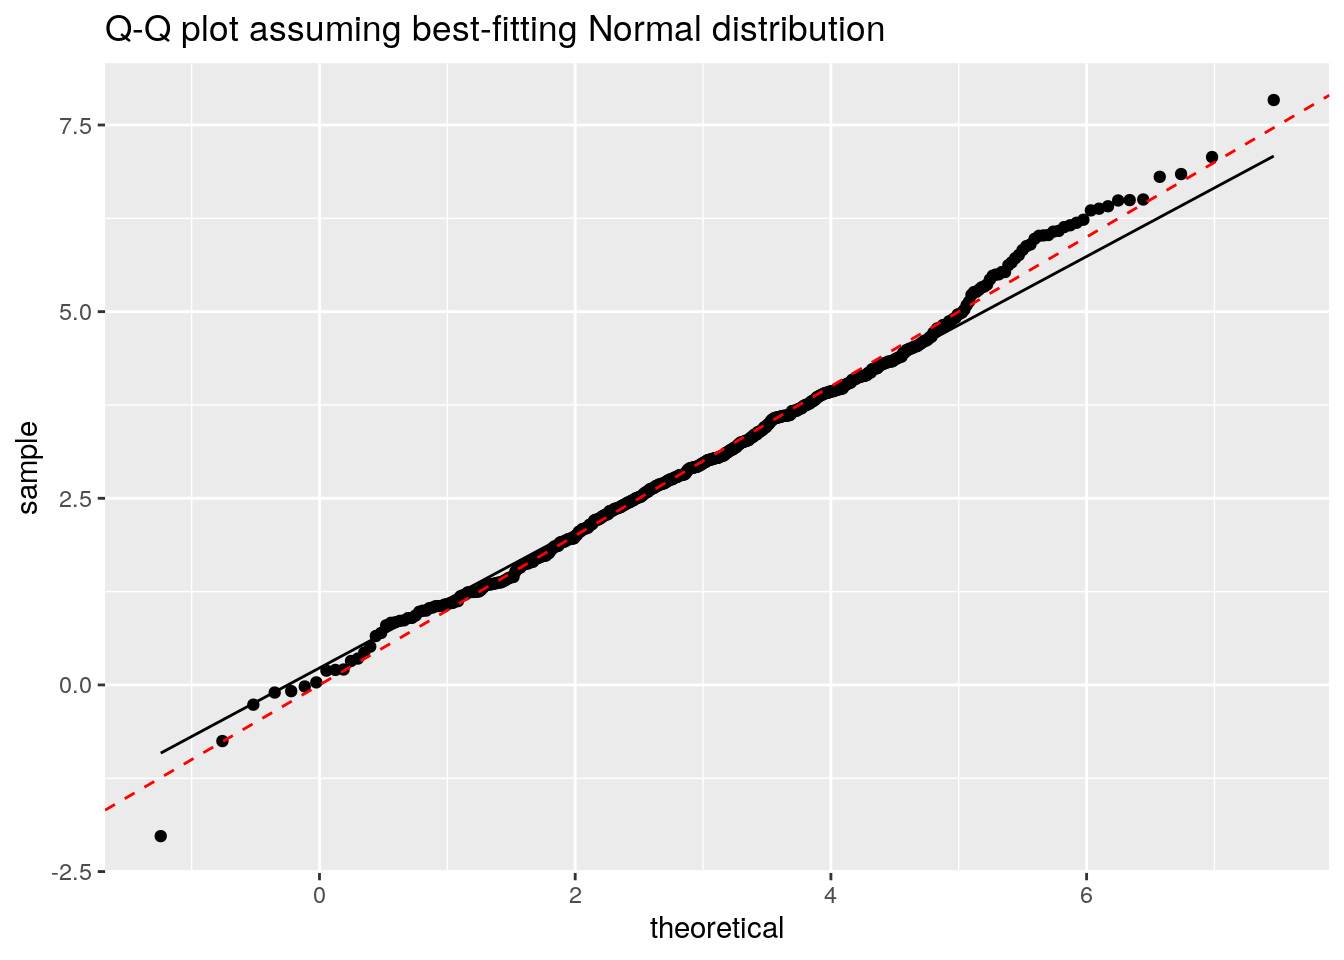 Q-Q plot assuming best-fitting Normal distribution
7.5
5.0
2.5
0.0
-2.5
sample
0 2 4 6
theoretical